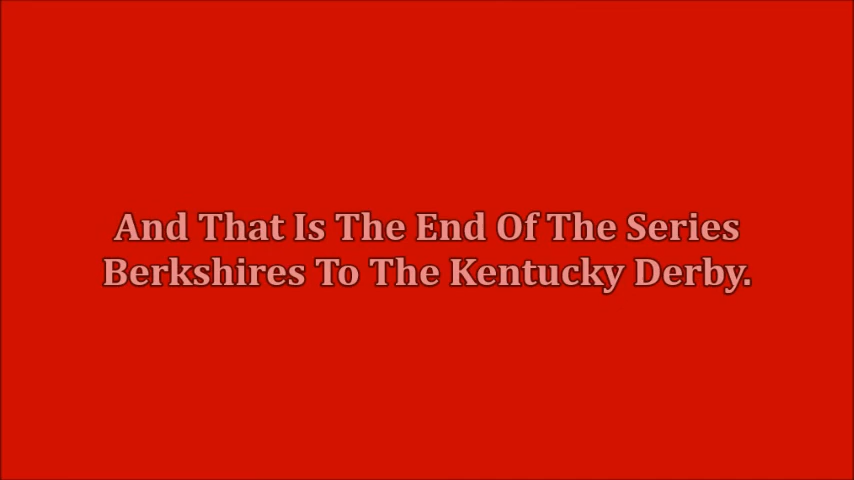 And That Is The End Of The Series
Berkshires To The Kentucky Derby.